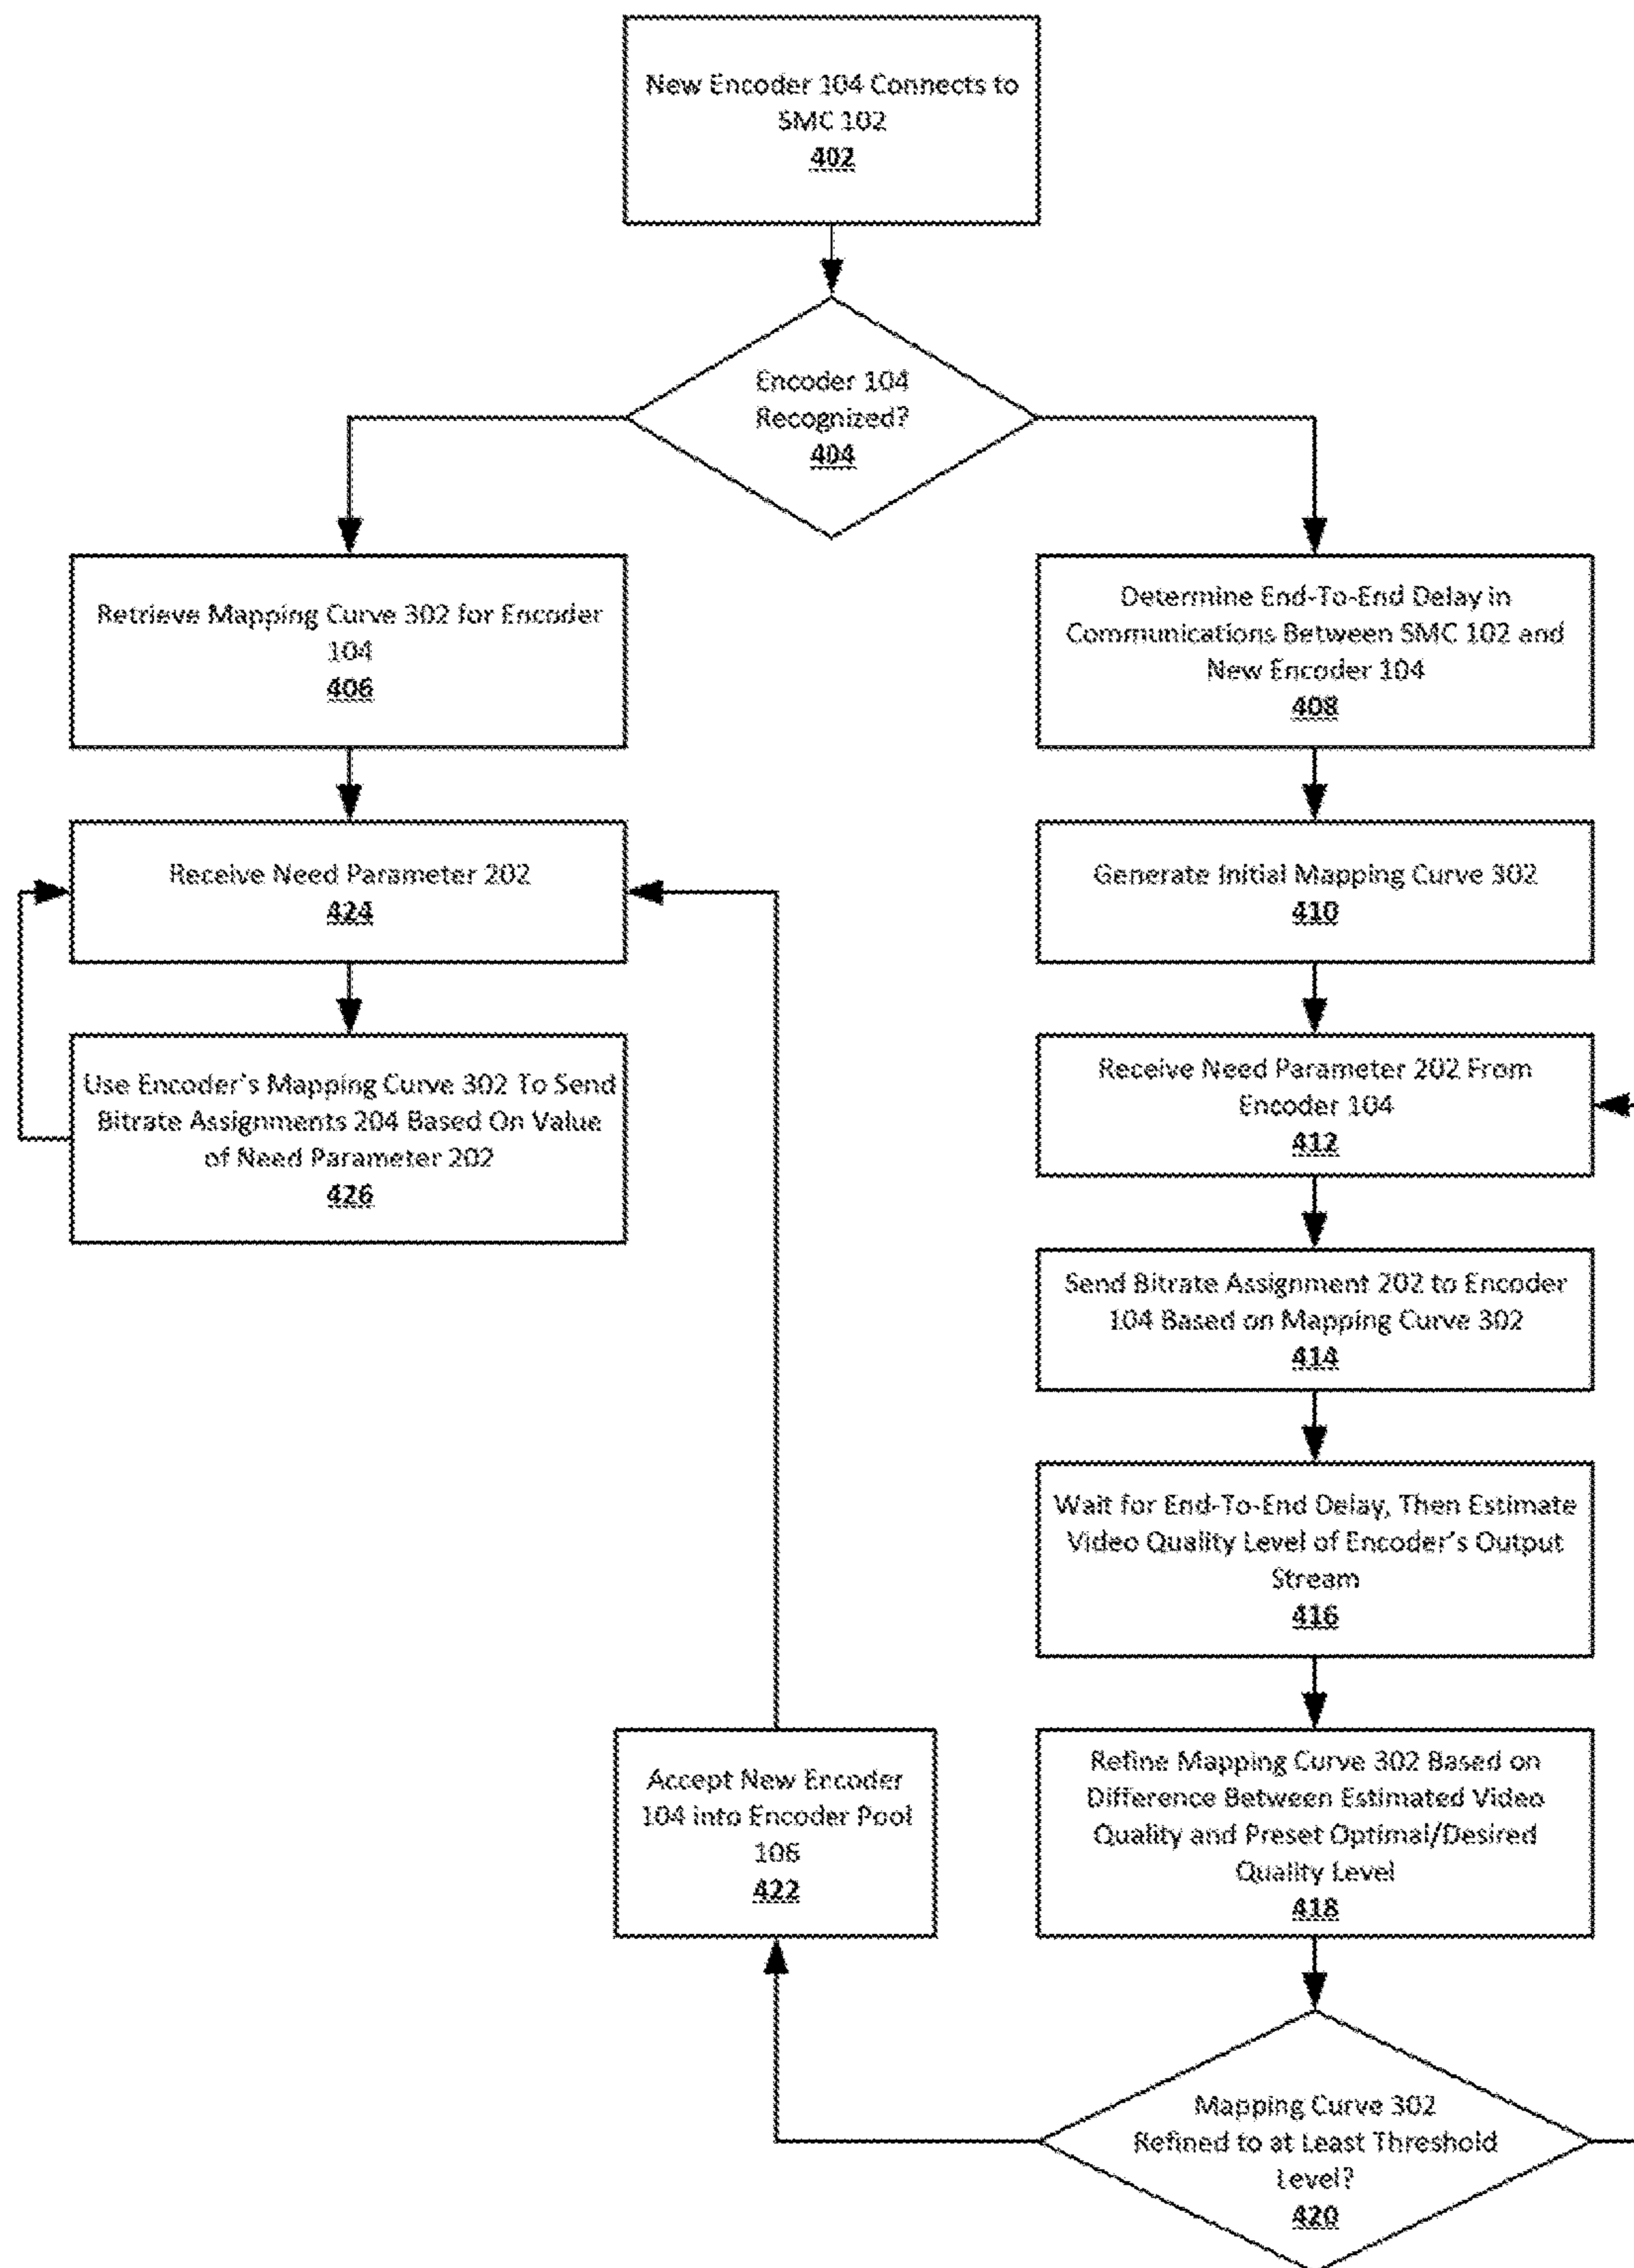 New Encoder 104 Connects to
SMC 102
402
Encoder 104
Recognized?
404
Retrieve Mapping Curve 302 for Encoder
104
406
Determine End-To-End Delay in
Communications Between SMC 102 and
New Encoder 104
408
Receive Need Parameter 202
424
Generate Initial Mapping Curve 302
410
Use Encoder's Mapping Curve 302 To Send
Bitrate Assignments 204 Based On Value
of Need Parameter 202
426
Receive Need Parameter 202 From
Encoder 104
412
Send Bitrate Assignment 202 to Encoder
104 Based on Mapping Curve 302
414
Wait for End-To-End Delay, Then Estimate
Video Quality Level of Encoder's Output
Stream
416
Accept New Encoder
104 into Encoder Pool
106
422
Refine Mapping Curve 302 Based on
Difference Between Estimated Video
Quality and Preset Optimal/Desired
Quality Level
418
Mapping Curve 302
Refined to at Least Threshold
Level?
420